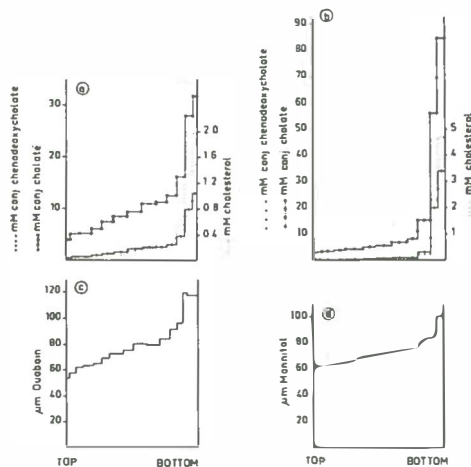 a
30
20
10
.... mM conj chenodeoxycholate
mM conj cholate
2.0
1.6
1.2
0.8
0.4
mM cholesterol
b
90
80
70
60
50
40
30
20
10
.... mM conj chenodeoxycholate
mM conj cholate
5
4
3
2
1
mM cholesterol
c
120
100
80
60
40
20
µm Ouabain
TOP BOTTOM
d
100
80
60
40
20
µm Mannitol
TOP BOTTOM